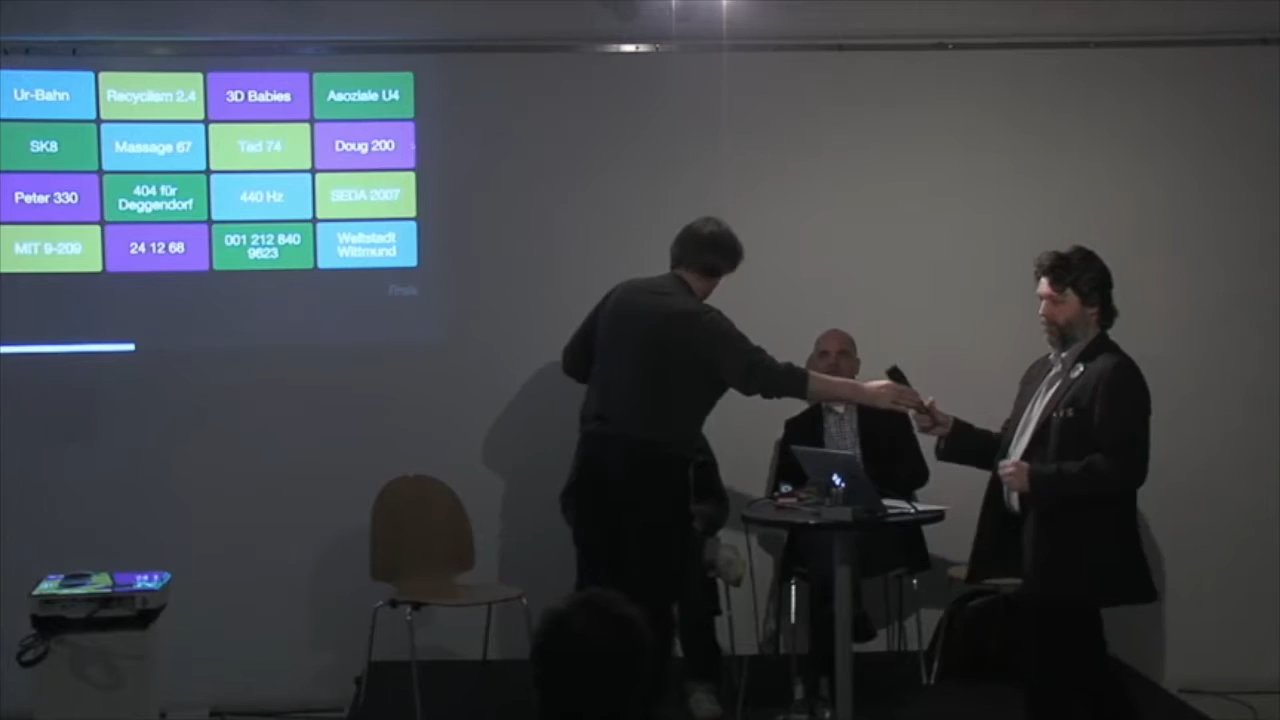 Ur-Bahn
Recyclism 2.4
3D Babies
Asoziale U4
SK8
Massage 67
Ted 74
Doug 200
Peter 330
404 für
Deggendorf
440 Hz
SEDA 2007
MIT 9-209
24 12 68
001 212 840
9623
Weltstadt
Wittmund